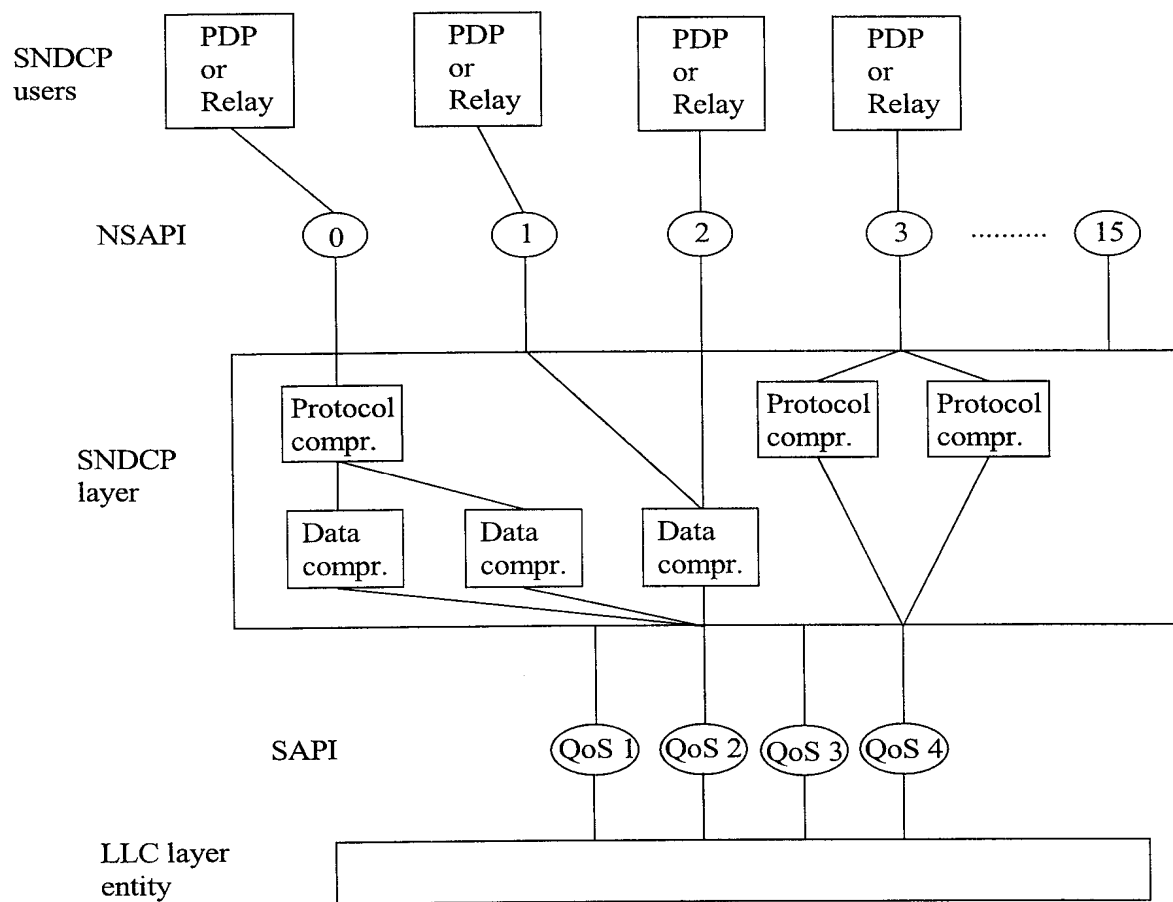 SNDCP
users
PDP
or
Relay
PDP
or
Relay
PDP
or
Relay
PDP
or
Relay
NSAPI
0
1
2
3
..........
15
SNDCP
layer
Protocol
compr.
Protocol
compr.
Protocol
compr.
Data
compr.
Data
compr.
Data
compr.
SAPI
QoS 1
QoS 2
QoS 3
QoS 4
LLC layer
entity